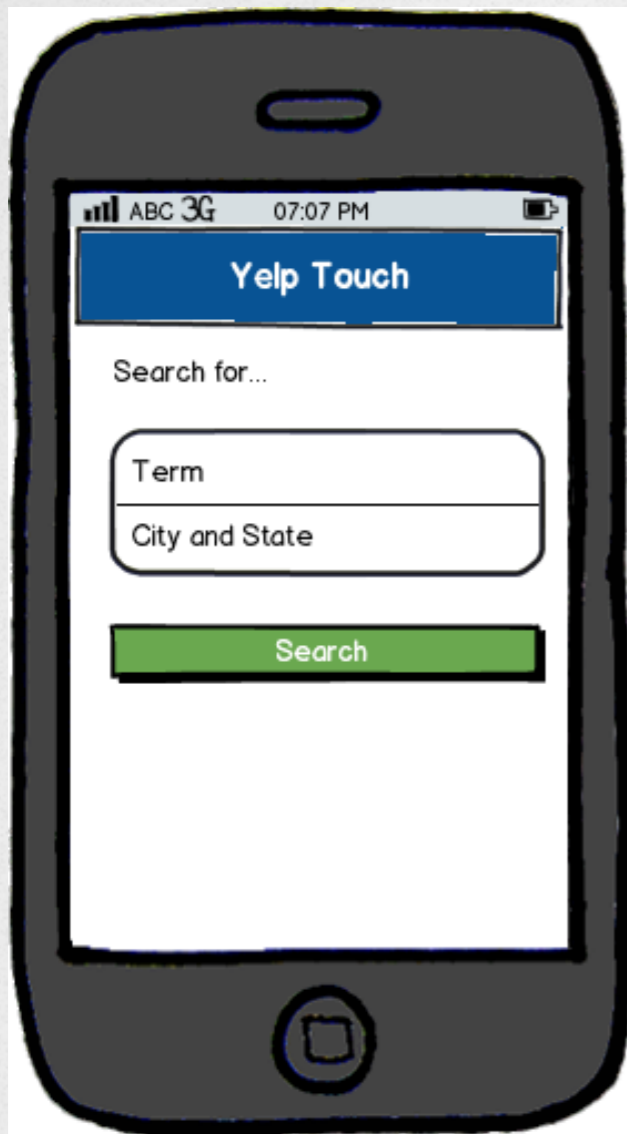 ABC 3G 07:07 PM
Yelp Touch
Search for...
Term
City and State
Search